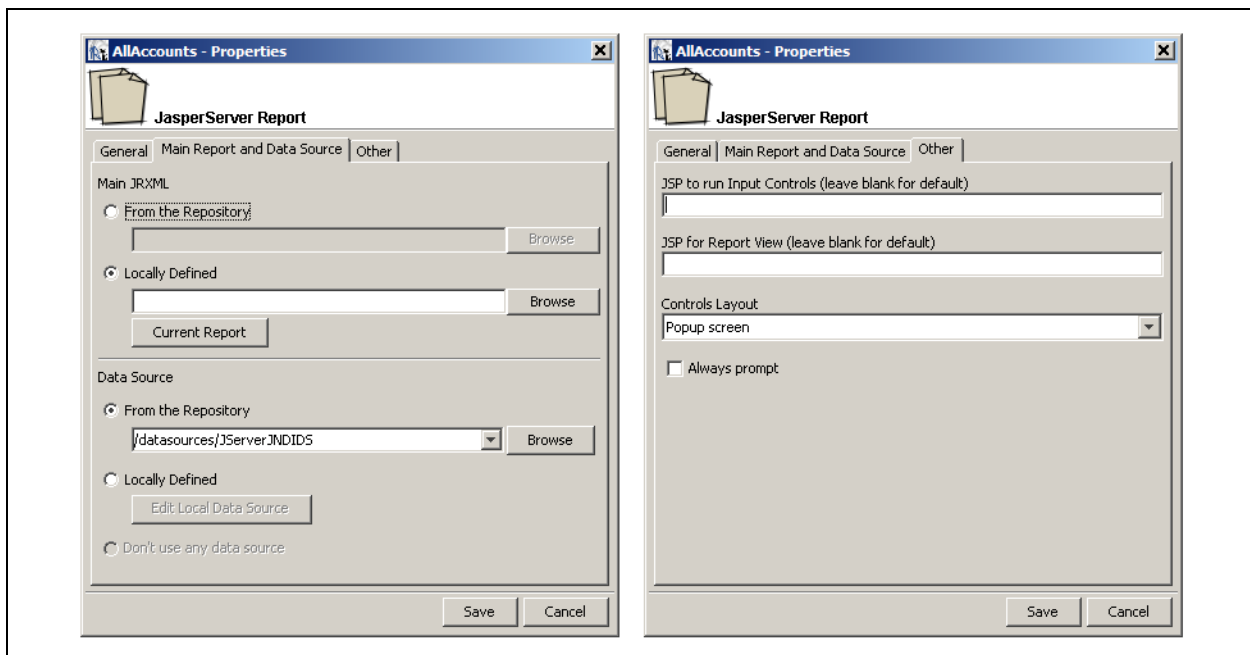 AllAccounts - Properties
JasperServer Report
General Main Report and Data Source Other
Main JRXML
From the Repository
Browse
Locally Defined
Browse
Current Report
Data Source
From the Repository
/datasources/JServerJNDIDS Browse
Locally Defined
Edit Local Data Source
Don't use any data source
Save Cancel
AllAccounts - Properties
JasperServer Report
General Main Report and Data Source Other
JSP to run Input Controls (leave blank for default)
JSP for Report View (leave blank for default)
Controls Layout
Popup screen
Always prompt
Save Cancel